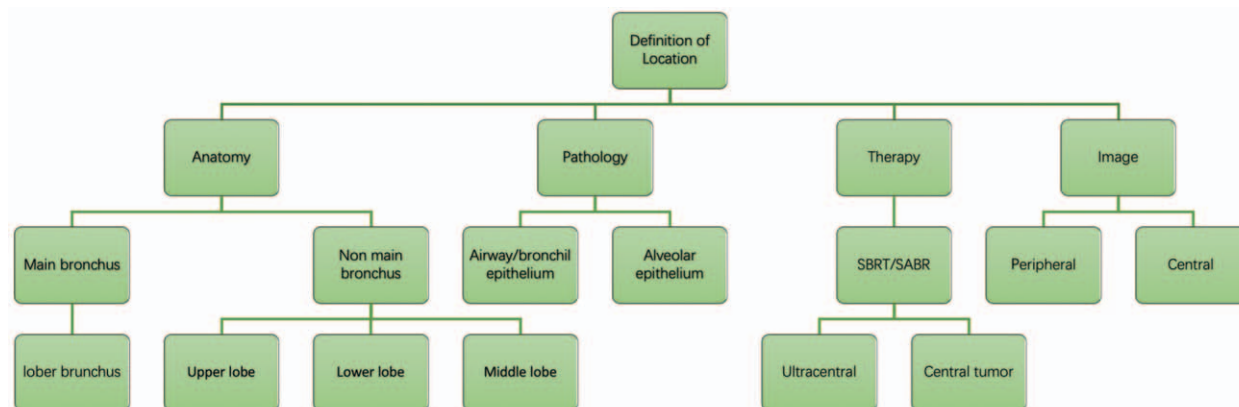 Definition of
Location
Anatomy
Pathology
Therapy
Image
Main bronchus
Non main
bronchus
Airway/bronchil
epithelium
Alveolar
epithelium
SBRT/SABR
Peripheral
Central
lober brunchus
Upper lobe
Lower lobe
Middle lobe
Ultracentral
Central tumor